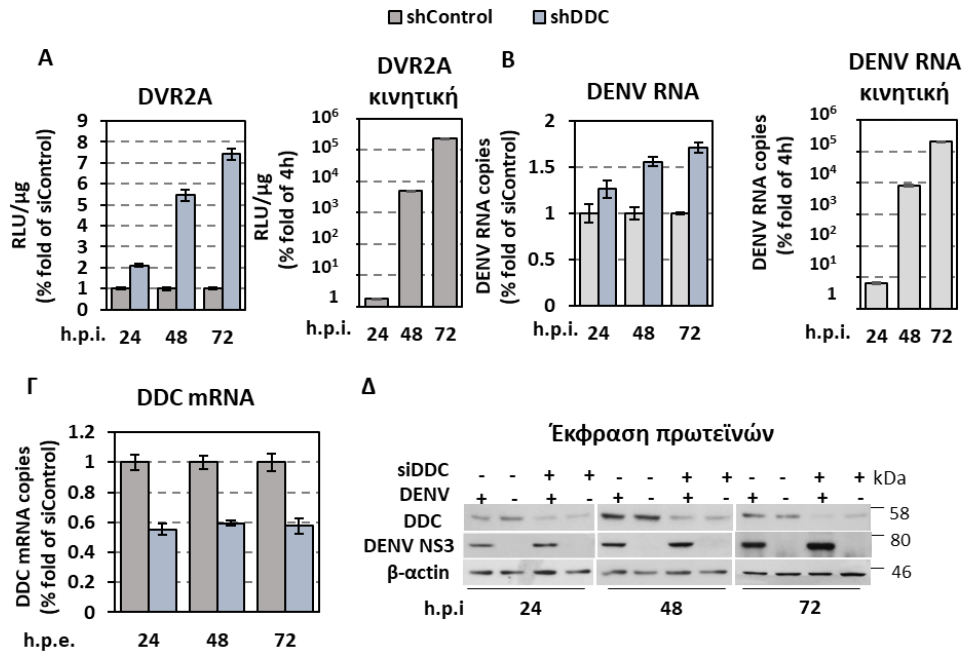 shControl shDDC
A
DVR2A
RLU/μg
(% fold of siControl)
9
8
7
6
5
4
3
2
1
0
h.p.i. 24 48 72
DVR2A
κινητική
RLU/μg
(% fold of 4h)
10⁶
10⁵
10⁴
10³
10²
10¹
1
24 48 72
Β
DENV RNA
DENV RNA copies
(% fold of siControl)
2
1.5
1
0.5
0
h.p.i. 24 48 72
DENV RNA
κινητική
DENV RNA copies
(% fold of 4h)
10⁶
10⁵
10⁴
10³
10²
10¹
1
24 48 72
Γ
DDC mRNA
DDC mRNA copies
(% fold of siControl)
1.2
1
0.8
0.6
0.4
0.2
0
h.p.e. 24 48 72
Δ
Έκφραση πρωτεϊνών
siDDC - - + + - - + + - - + + kDa
DENV + - + - + - + - + - + -
DDC 58
DENV NS3 80
β-actin 46
h.p.i 24 48 72